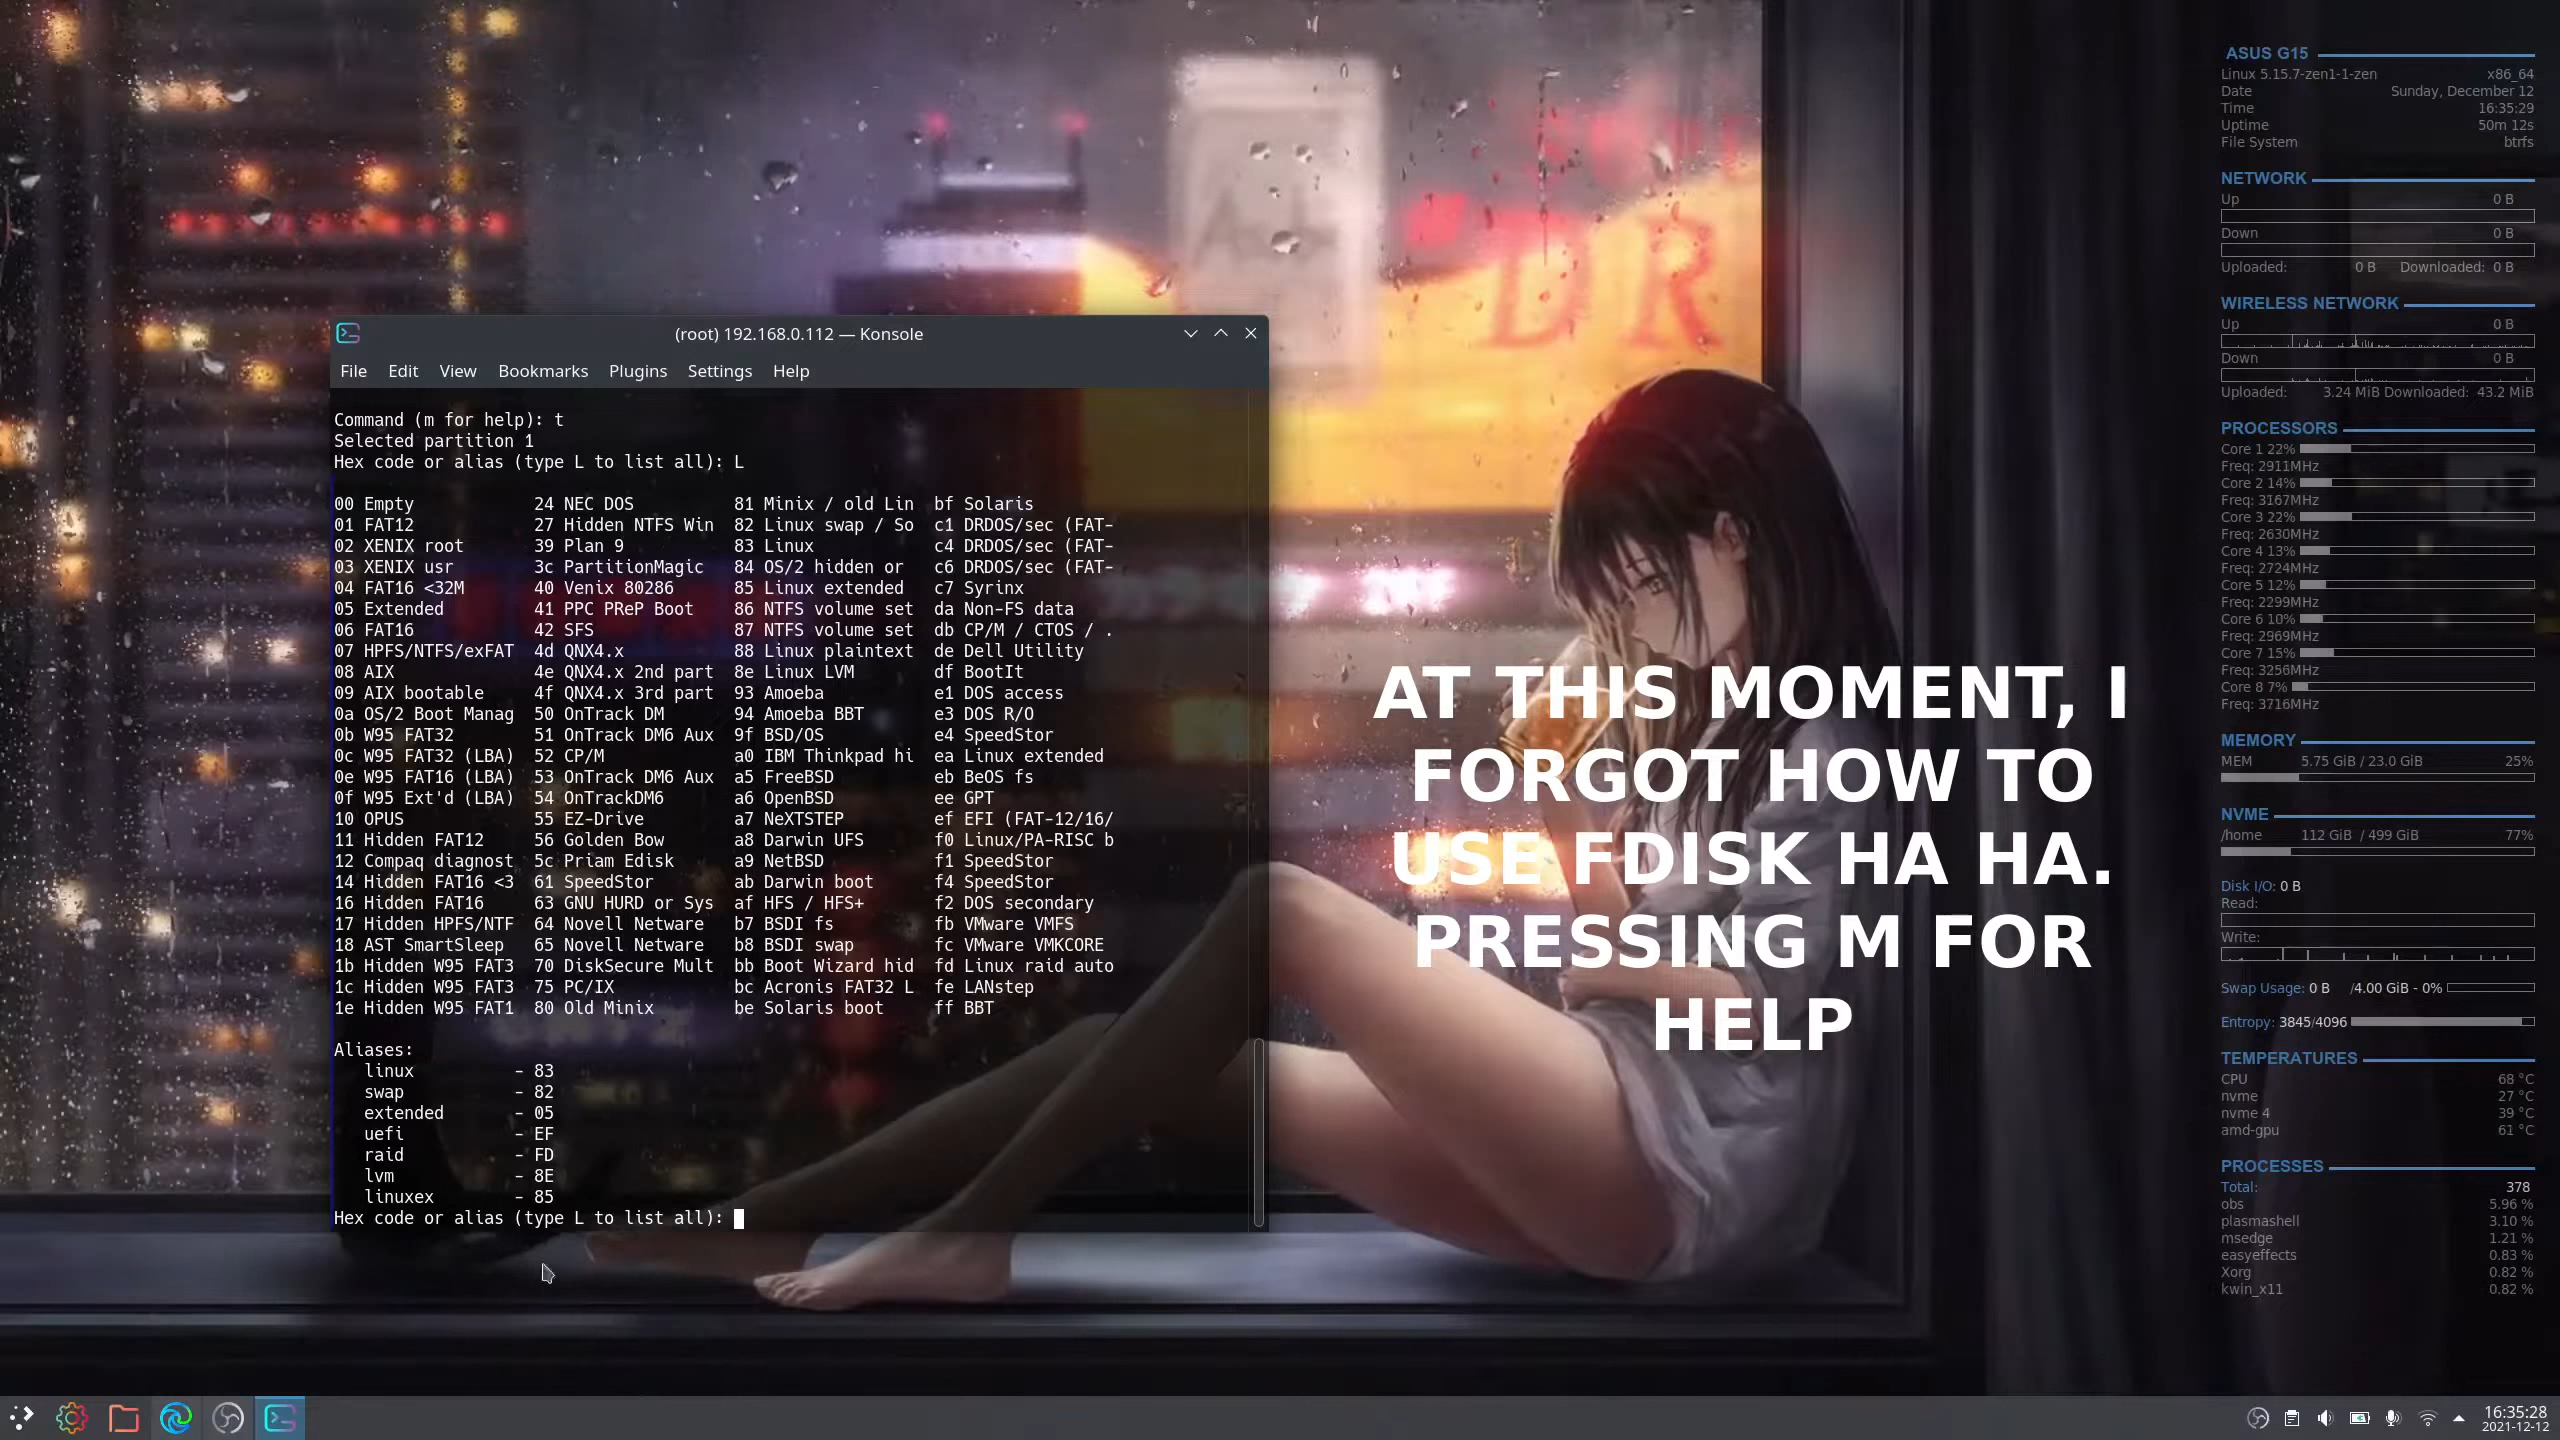 (root) 192.168.0.112 — Konsole
File Edit View Bookmarks Plugins Settings Help
Command (m for help): t
Selected partition 1
Hex code or alias (type L to list all): L
00 Empty 24 NEC DOS 81 Minix / old Lin bf Solaris
01 FAT12 27 Hidden NTFS Win 82 Linux swap / So c1 DRDOS/sec (FAT-
02 XENIX root 39 Plan 9 83 Linux c4 DRDOS/sec (FAT-
03 XENIX usr 3c PartitionMagic 84 OS/2 hidden or c6 DRDOS/sec (FAT-
04 FAT16 <32M 40 Venix 80286 85 Linux extended c7 Syrinx
05 Extended 41 PPC PReP Boot 86 NTFS volume set da Non-FS data
06 FAT16 42 SFS 87 NTFS volume set db CP/M / CTOS / .
07 HPFS/NTFS/exFAT 4d QNX4.x 88 Linux plaintext de Dell Utility
08 AIX 4e QNX4.x 2nd part 8e Linux LVM df BootIt
09 AIX bootable 4f QNX4.x 3rd part 93 Amoeba e1 DOS access
0a OS/2 Boot Manag 50 OnTrack DM 94 Amoeba BBT e3 DOS R/O
0b W95 FAT32 51 OnTrack DM6 Aux 9f BSD/OS e4 SpeedStor
0c W95 FAT32 (LBA) 52 CP/M a0 IBM Thinkpad hi ea Linux extended
0e W95 FAT16 (LBA) 53 OnTrack DM6 Aux a5 FreeBSD eb BeOS fs
0f W95 Ext'd (LBA) 54 OnTrackDM6 a6 OpenBSD ee GPT
10 OPUS 55 EZ-Drive a7 NeXTSTEP ef EFI (FAT-12/16/
11 Hidden FAT12 56 Golden Bow a8 Darwin UFS f0 Linux/PA-RISC b
12 Compaq diagnost 5c Priam Edisk a9 NetBSD f1 SpeedStor
14 Hidden FAT16 <3 61 SpeedStor ab Darwin boot f4 SpeedStor
16 Hidden FAT16 63 GNU HURD or Sys af HFS / HFS+ f2 DOS secondary
17 Hidden HPFS/NTF 64 Novell Netware b7 BSDI fs fb VMware VMFS
18 AST SmartSleep 65 Novell Netware b8 BSDI swap fc VMware VMKCORE
1b Hidden W95 FAT3 70 DiskSecure Mult bb Boot Wizard hid fd Linux raid auto
1c Hidden W95 FAT3 75 PC/IX bc Acronis FAT32 L fe LANstep
1e Hidden W95 FAT1 80 Old Minix be Solaris boot ff BBT
Aliases:
linux - 83
swap - 82
extended - 05
uefi - EF
raid - FD
lvm - 8E
linuxex - 85
Hex code or alias (type L to list all):
DR
AT THIS MOMENT, I
FORGOT HOW TO
USE FDISK HA HA.
PRESSING M FOR
HELP
ASUS G15
Linux 5.15.7-zen1-1-zen x86_64
Date Sunday, December 12
Time 16:35:29
Uptime 50m 12s
File System btrfs
NETWORK
Up 0 B
Down 0 B
Uploaded: 0 B Downloaded: 0 B
WIRELESS NETWORK
Up 0 B
Down 0 B
Uploaded: 3.24 MiB Downloaded: 43.2 MiB
PROCESSORS
Core 1 22%
Freq: 2911MHz
Core 2 14%
Freq: 3167MHz
Core 3 22%
Freq: 2630MHz
Core 4 13%
Freq: 2724MHz
Core 5 12%
Freq: 2299MHz
Core 6 10%
Freq: 2969MHz
Core 7 15%
Freq: 3256MHz
Core 8 7%
Freq: 3716MHz
MEMORY
MEM 5.75 GiB / 23.0 GiB 25%
NVME
/home 112 GiB / 499 GiB 77%
Disk I/O: 0 B
Read:
Write:
Swap Usage: 0 B /4.00 GiB - 0%
Entropy: 3845/4096
TEMPERATURES
CPU 68 °C
nvme 27 °C
nvme 4 39 °C
amd-gpu 61 °C
PROCESSES
Total: 378
obs 5.96 %
plasmashell 3.10 %
msedge 1.21 %
easyeffects 0.83 %
Xorg 0.82 %
kwin_x11 0.82 %
16:35:28
2021-12-12